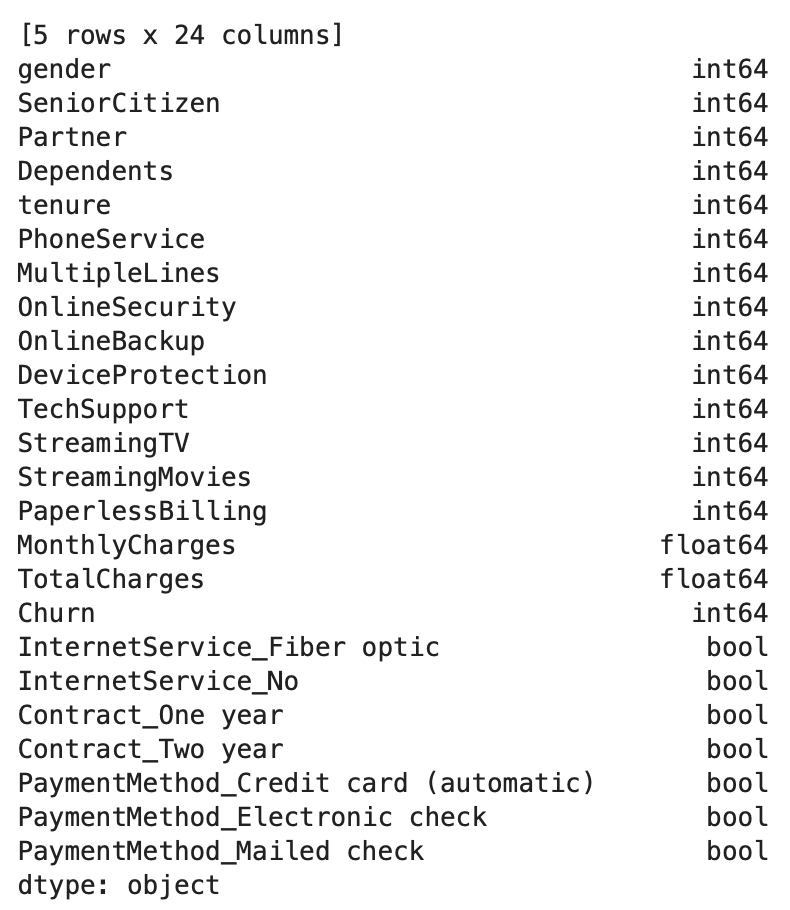 [5 rows x 24 columns]
gender int64
SeniorCitizen int64
Partner int64
Dependents int64
tenure int64
PhoneService int64
MultipleLines int64
OnlineSecurity int64
OnlineBackup int64
DeviceProtection int64
TechSupport int64
StreamingTV int64
StreamingMovies int64
PaperlessBilling int64
MonthlyCharges float64
TotalCharges float64
Churn int64
InternetService_Fiber optic bool
InternetService_No bool
Contract_One year bool
Contract_Two year bool
PaymentMethod_Credit card (automatic) bool
PaymentMethod_Electronic check bool
PaymentMethod_Mailed check bool
dtype: object